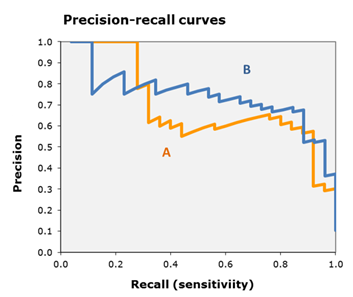 Precision-recall curves
1.0
0.9
0.8
0.7
0.6
0.5
0.4
0.3
0.2
0.1
0.0
Precision
B
A
0.0 0.2 0.4 0.6 0.8 1.0
Recall (sensitiviity)